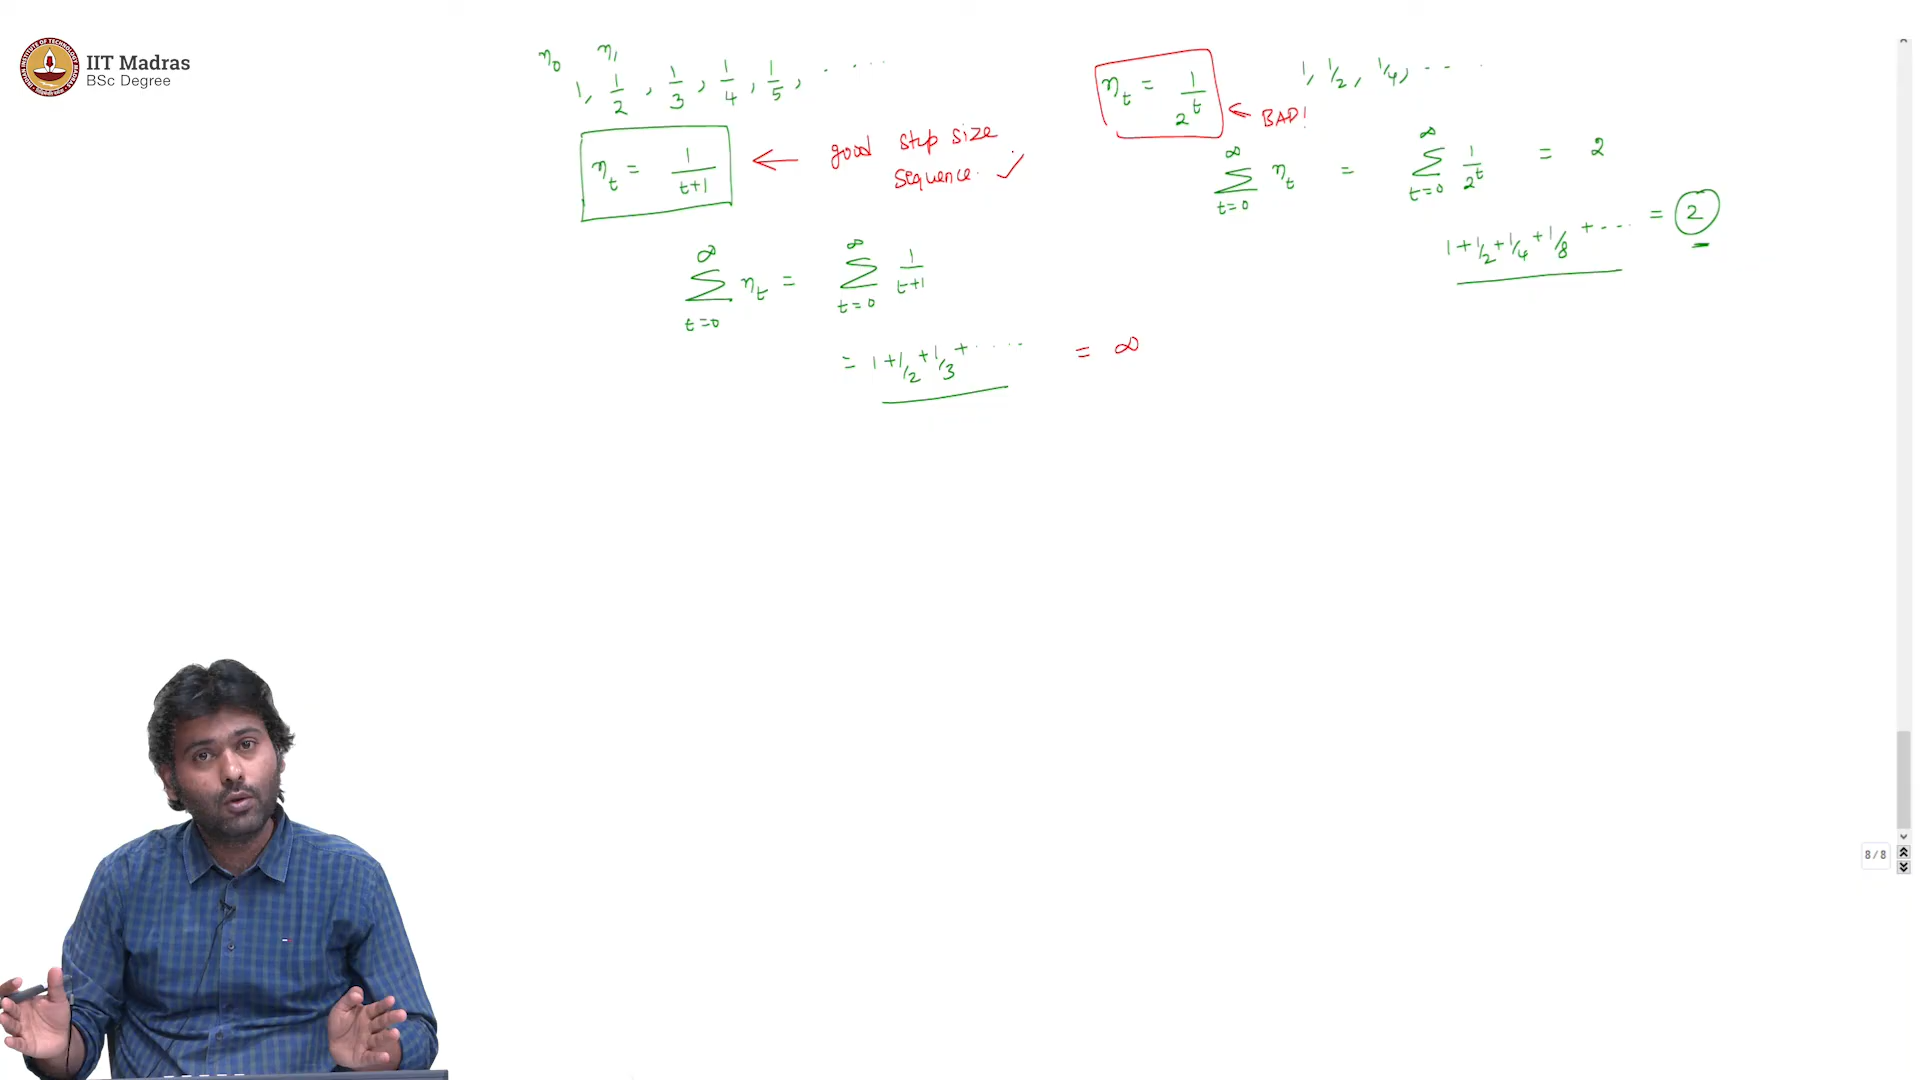 IIT Madras
BSc Degree
η₀ η₁
1, 1/2, 1/3, 1/4, 1/5, .....
ηₜ = 1/(t+1) ← good step size
sequence. ✓
∞ ∑ t=0 ηₜ = ∞ ∑ t=0 1/(t+1)
= 1 + 1/2 + 1/3 + ..... = ∞
ηₜ = 1/2ᵗ ← BAD!
1, 1/2, 1/4, ....
∞ ∑ t=0 ηₜ = ∞ ∑ t=0 1/2ᵗ = 2
1 + 1/2 + 1/4 + 1/8 + .... = 2
8 / 8